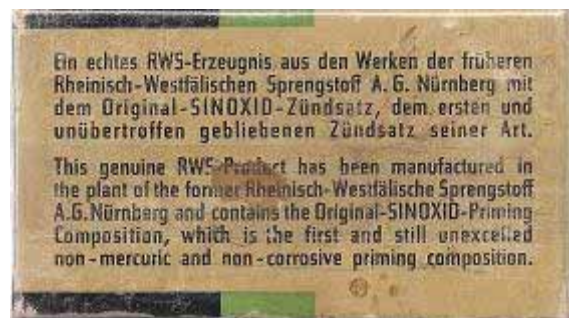 Ein echtes RWS-Erzeugnis aus den Werken der früheren
Rheinisch-Westfälischen Sprengstoff A.G. Nürnberg mit
dem Original-SINOXID-Zündsatz, dem ersten und
unübertroffen gebliebenen Zündsatz seiner Art.
This genuine RWS-Product has been manufactured in
the plant of the former Rheinisch-Westfälische Sprengstoff
A.G. Nürnberg and contains the Original-SINOXID-Priming
Composition, which is the first and still unexcelled
non-mercuric and non-corrosive priming composition.